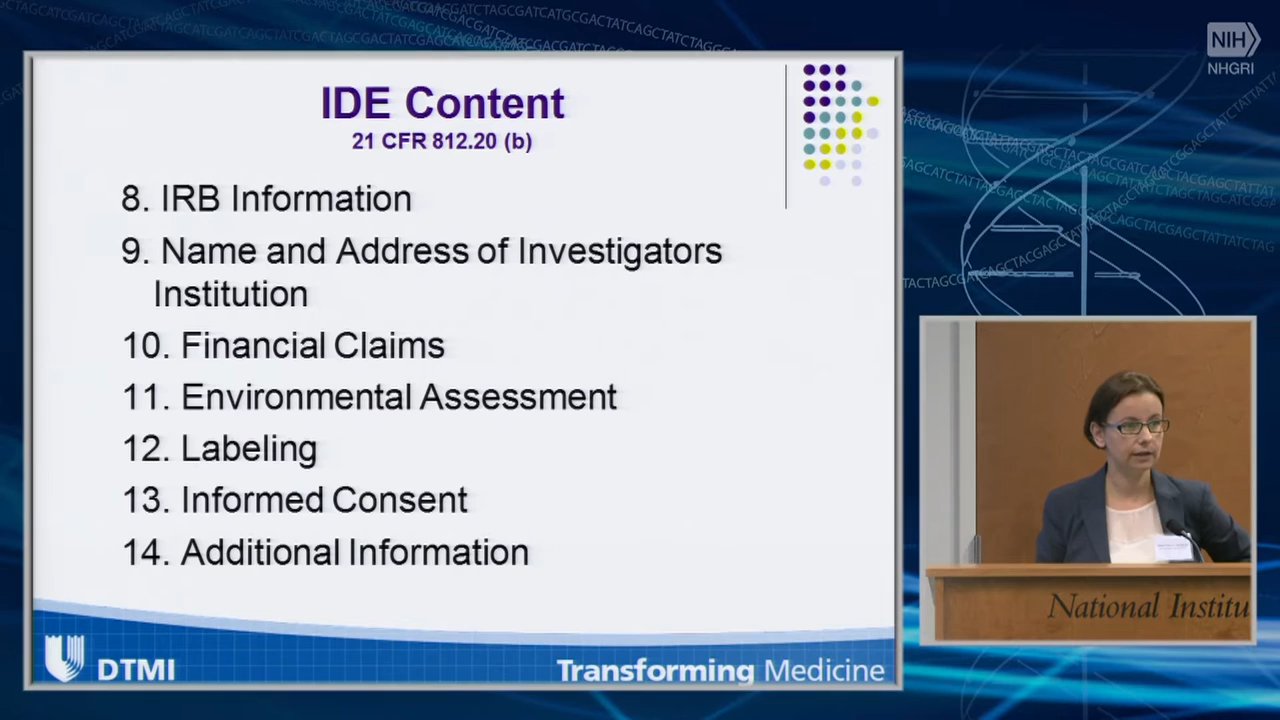 NIH
NHGRI
IDE Content
21 CFR 812.20 (b)
8. IRB Information
9. Name and Address of Investigators
Institution
10. Financial Claims
11. Environmental Assessment
12. Labeling
13. Informed Consent
14. Additional Information
DTMI
Transforming Medicine
National Institu